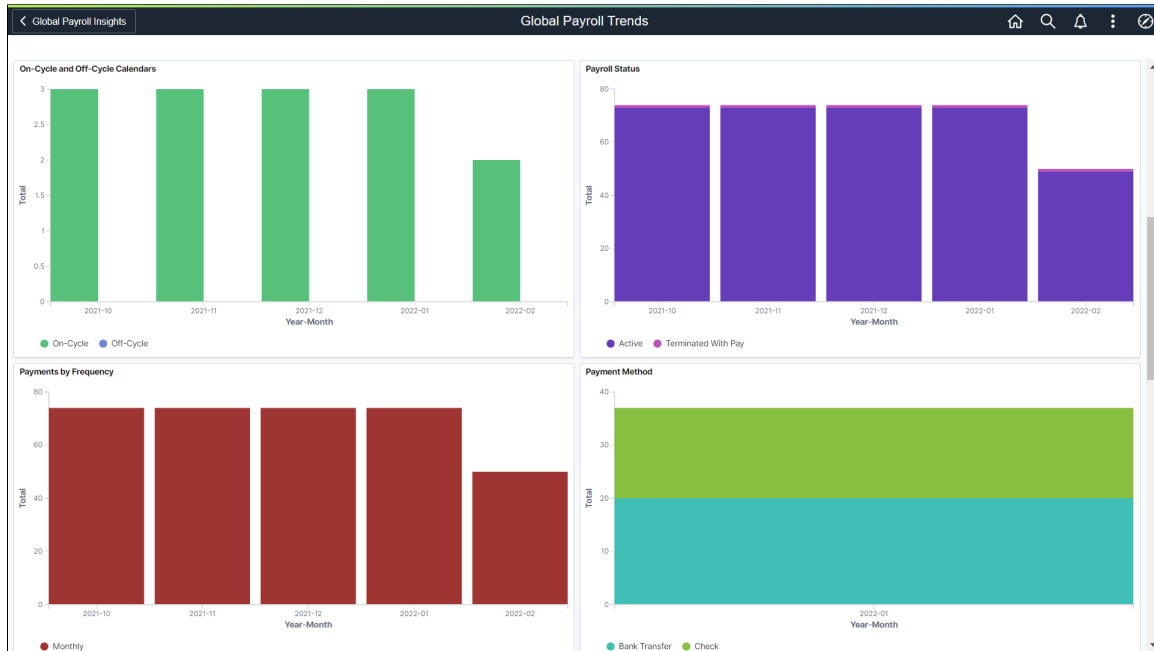 Global Payroll Insights
Global Payroll Trends
On-Cycle and Off-Cycle Calendars
3
2.5
2
1.5
1
0.5
0
Total
2021-10 2021-11 2021-12 2022-01 2022-02
Year-Month
On-Cycle Off-Cycle
Payroll Status
80
60
40
20
0
Total
2021-10 2021-11 2021-12 2022-01 2022-02
Year-Month
Active Terminated With Pay
Payments by Frequency
80
60
40
20
0
Total
2021-10 2021-11 2021-12 2022-01 2022-02
Year-Month
Monthly
Payment Method
40
30
20
10
0
Total
2022-01
Year-Month
Bank Transfer Check